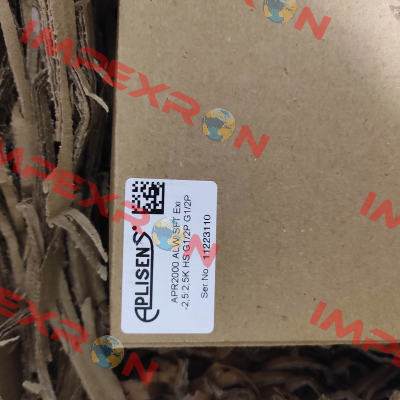 APLISENS
APR2000 ALW/SPT Exi
-2,5 2,5K HS G1/2P G1/2P
Ser.No. 11223110
IMPEXRON
IMPEXRON
IMPEXRON
IMPEXRON